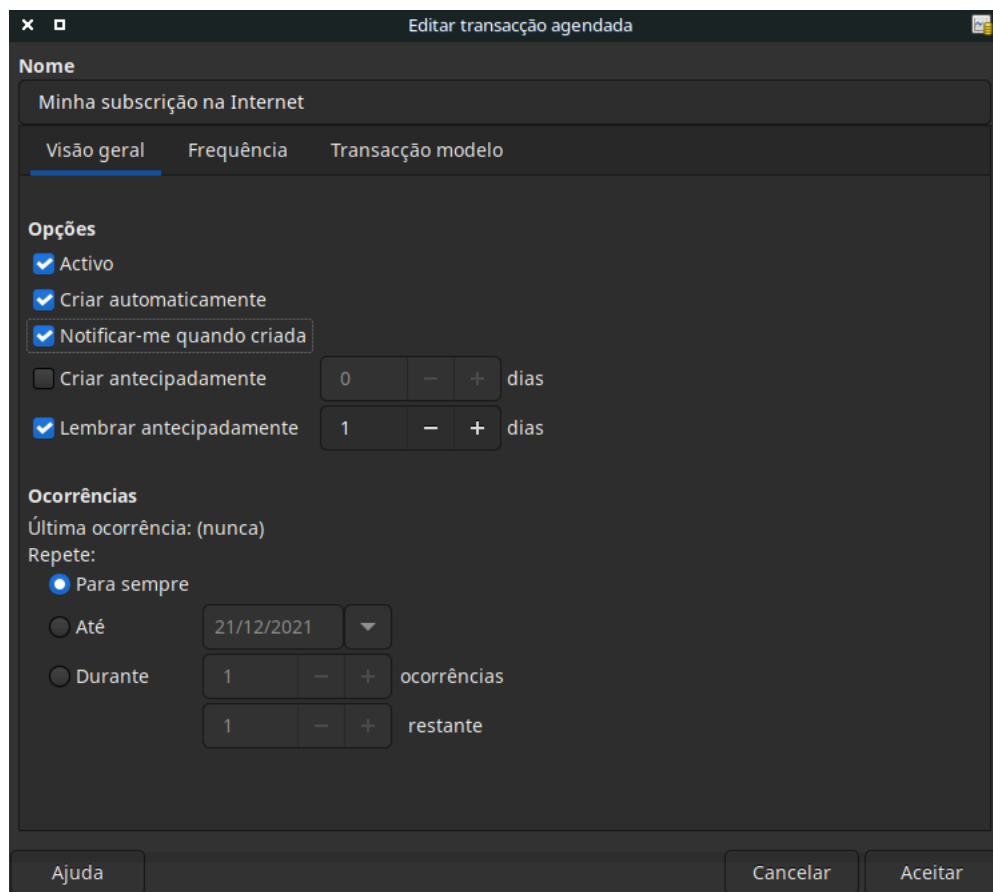 Editar transacção agendada
Nome
Minha subscrição na Internet
Visão geral Frequência Transacção modelo
Opções
Activo
Criar automaticamente
Notificar-me quando criada
Criar antecipadamente 0 − + dias
Lembrar antecipadamente 1 − + dias
Ocorrências
Última ocorrência: (nunca)
Repete:
Para sempre
Até 21/12/2021
Durante 1 − + ocorrências
1 − + restante
Ajuda Cancelar Aceitar